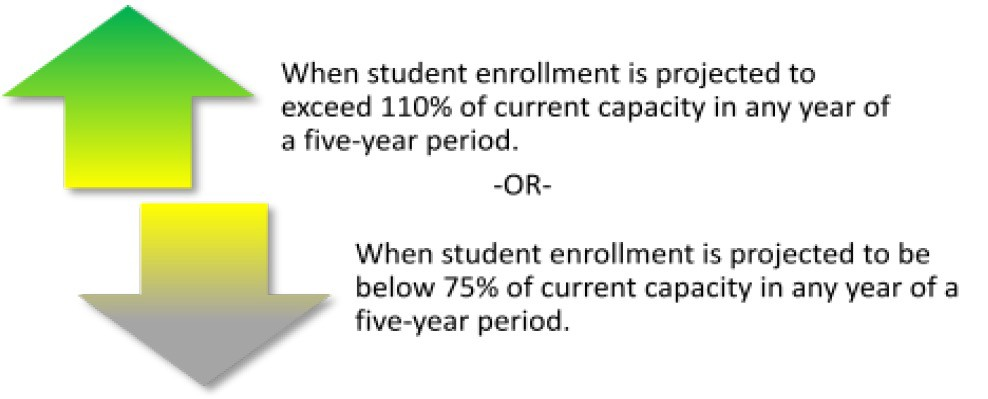 When student enrollment is projected to
exceed 110% of current capacity in any year of
a five-year period.
-OR-
When student enrollment is projected to be
below 75% of current capacity in any year of a
five-year period.